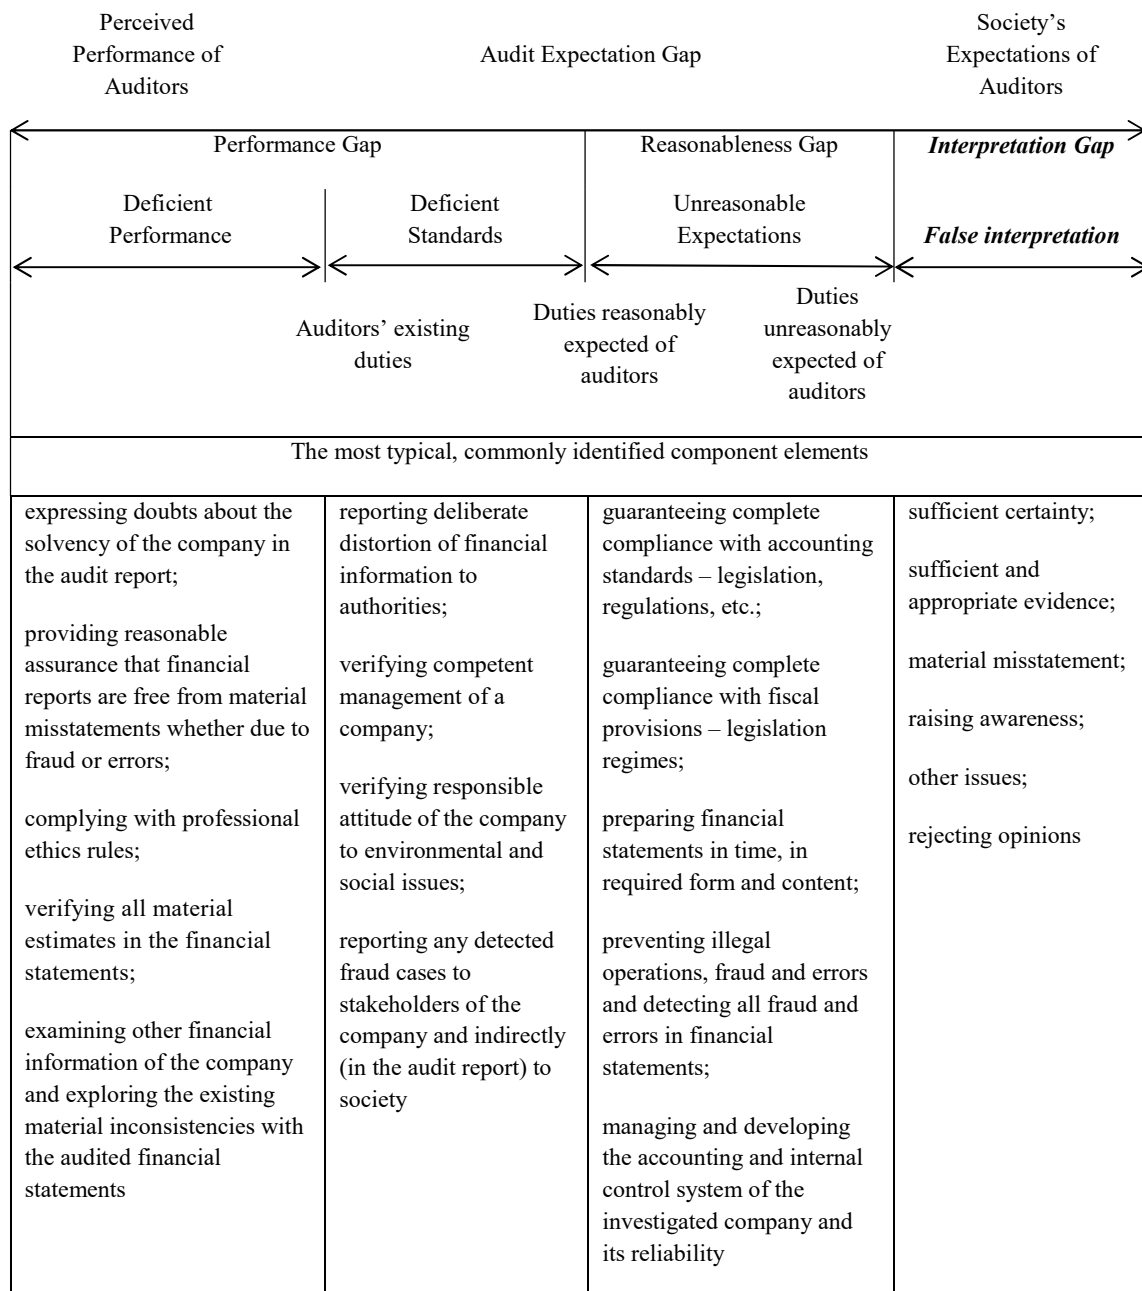 Perceived
Performance of
Auditors
Audit Expectation Gap
Society’s
Expectations of
Auditors
Performance Gap
Reasonableness Gap
Interpretation Gap
Deficient
Performance
Deficient
Standards
Unreasonable
Expectations
False interpretation
Auditors’ existing
duties
Duties reasonably
expected of
auditors
Duties
unreasonably
expected of
auditors
The most typical, commonly identified component elements
expressing doubts about the
solvency of the company in
the audit report;
providing reasonable
assurance that financial
reports are free from material
misstatements whether due to
fraud or errors;
complying with professional
ethics rules;
verifying all material
estimates in the financial
statements;
examining other financial
information of the company
and exploring the existing
material inconsistencies with
the audited financial
statements
reporting deliberate
distortion of financial
information to
authorities;
verifying competent
management of a
company;
verifying responsible
attitude of the company
to environmental and
social issues;
reporting any detected
fraud cases to
stakeholders of the
company and indirectly
(in the audit report) to
society
guaranteeing complete
compliance with accounting
standards – legislation,
regulations, etc.;
guaranteeing complete
compliance with fiscal
provisions – legislation
regimes;
preparing financial
statements in time, in
required form and content;
preventing illegal
operations, fraud and errors
and detecting all fraud and
errors in financial
statements;
managing and developing
the accounting and internal
control system of the
investigated company and
its reliability
sufficient certainty;
sufficient and
appropriate evidence;
material misstatement;
raising awareness;
other issues;
rejecting opinions